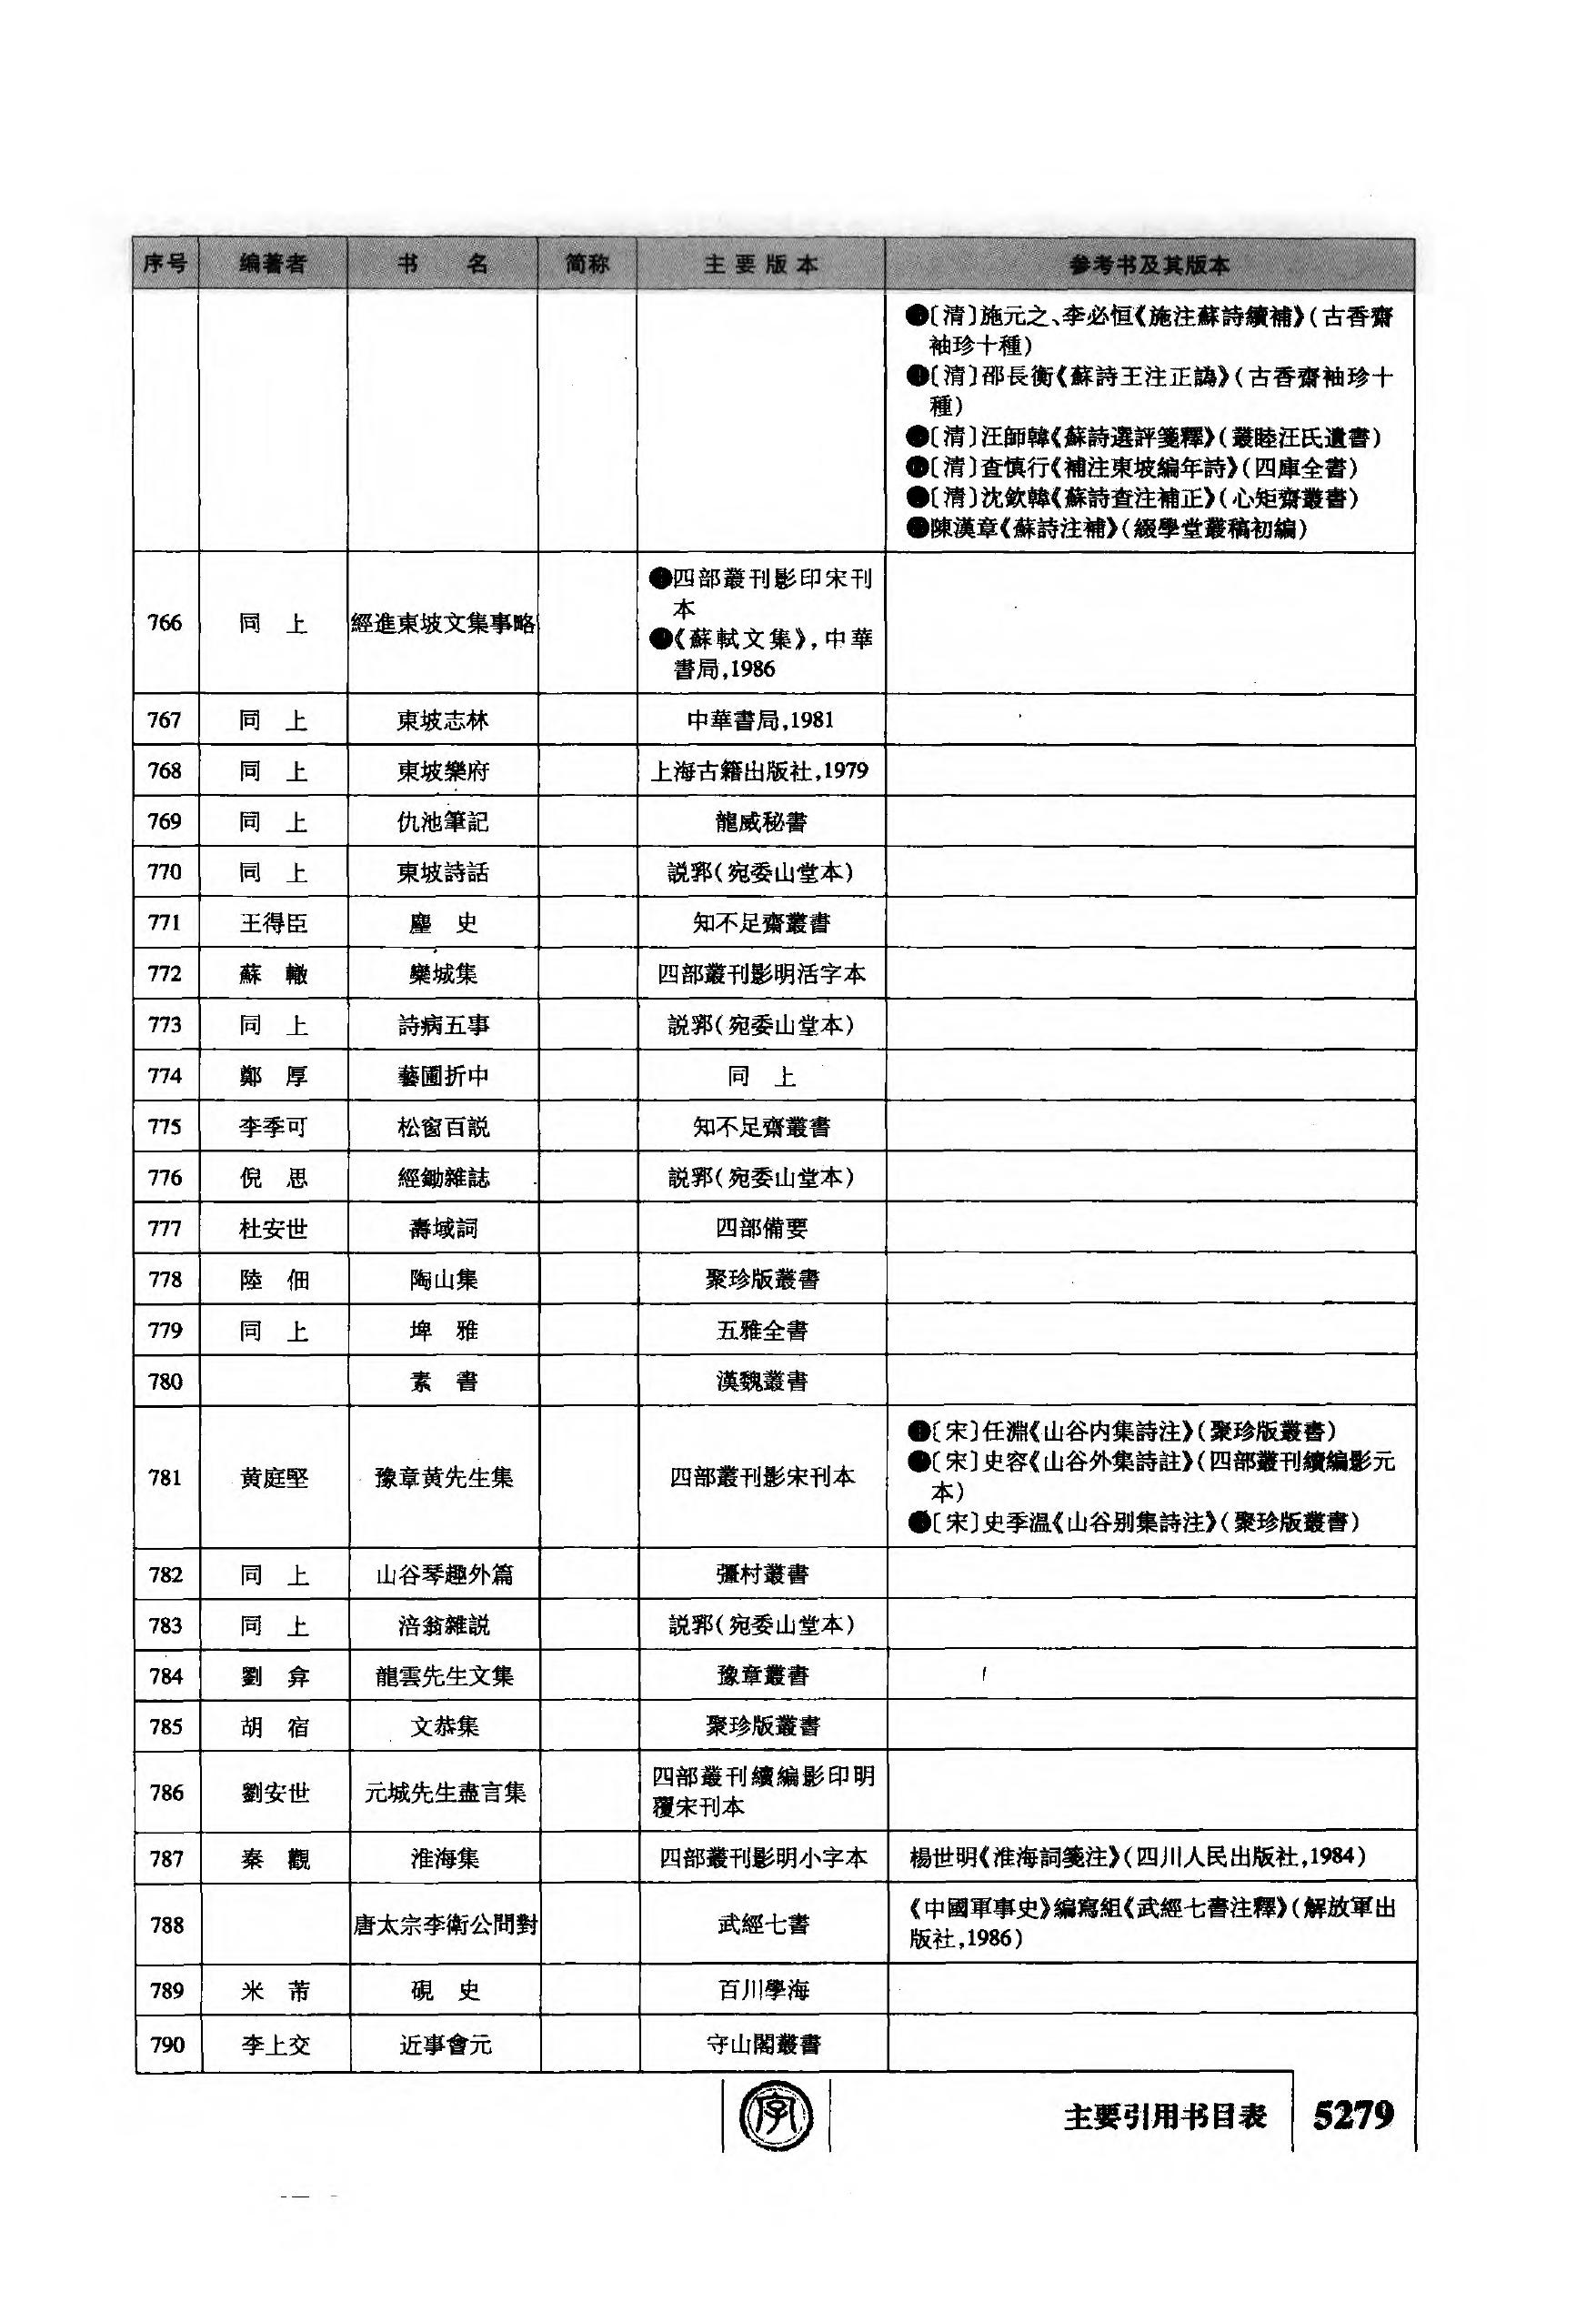 序号 编著者 书 名 简称 主要版本 参考书及其版本
●〔清〕施元之、李必恒《施注蘇詩續補》(古香齋
袖珍十種)
●〔清〕邵長衡《蘇詩王注正譌》(古香齋袖珍十
種)
●〔清〕汪師韓《蘇詩選評箋釋》(叢睦汪氏遺書)
●〔清〕查慎行《補注東坡編年詩》(四庫全書)
●〔清〕沈欽韓《蘇詩查注補正》(心矩齋叢書)
●陳漢章《蘇詩注補》(綴學堂叢稿初編)
766 同 上 經進東坡文集事略 ●四部叢刊影印宋刊
本
●《蘇軾文集》,中華
書局,1986
767 同 上 東坡志林 中華書局,1981
768 同 上 東坡樂府 上海古籍出版社,1979
769 同 上 仇池筆記 龍威秘書
770 同 上 東坡詩話 説郛(宛委山堂本)
771 王得臣 麈 史 知不足齋叢書
772 蘇 轍 欒城集 四部叢刊影明活字本
773 同 上 詩病五事 説郛(宛委山堂本)
774 鄭 厚 藝圃折中 同 上
775 李季可 松窗百説 知不足齋叢書
776 倪 思 經鋤雜誌 説郛(宛委山堂本)
777 杜安世 壽域詞 四部備要
778 陸 佃 陶山集 聚珍版叢書
779 同 上 埤 雅 五雅全書
780 素 書 漢魏叢書
781 黄庭堅 豫章黄先生集 四部叢刊影宋刊本 ●〔宋〕任淵《山谷内集詩注》(聚珍版叢書)
●〔宋〕史容《山谷外集詩註》(四部叢刊續編影元
本)
●〔宋〕史季温《山谷别集詩注》(聚珍版叢書)
782 同 上 山谷琴趣外篇 彊村叢書
783 同 上 涪翁雜説 説郛(宛委山堂本)
784 劉 弇 龍雲先生文集 豫章叢書
785 胡 宿 文恭集 聚珍版叢書
786 劉安世 元城先生盡言集 四部叢刊續編影印明
覆宋刊本
787 秦 觀 淮海集 四部叢刊影明小字本 楊世明《淮海詞箋注》(四川人民出版社,1984)
788 唐太宗李衛公問對 武經七書 《中國軍事史》編寫組《武經七書注釋》(解放軍出
版社,1986)
789 米 芾 硯 史 百川學海
790 李上交 近事會元 守山閣叢書
字 主要引用书目表 5279